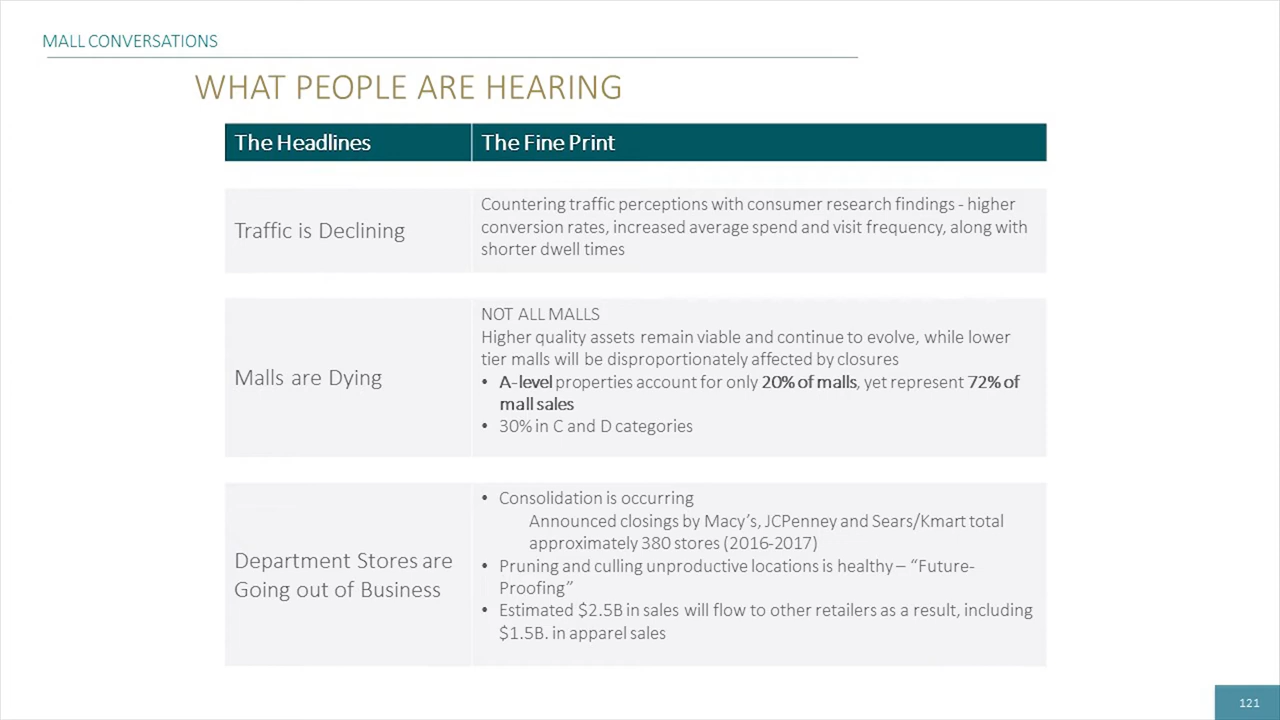 MALL CONVERSATIONS
WHAT PEOPLE ARE HEARING
The Headlines
The Fine Print
Traffic is Declining
Countering traffic perceptions with consumer research findings - higher
conversion rates, increased average spend and visit frequency, along with
shorter dwell times
Malls are Dying
NOT ALL MALLS
Higher quality assets remain viable and continue to evolve, while lower
tier malls will be disproportionately affected by closures
• A-level properties account for only 20% of malls, yet represent 72% of
mall sales
• 30% in C and D categories
Department Stores are
Going out of Business
• Consolidation is occurring
Announced closings by Macy’s, JCPenney and Sears/Kmart total
approximately 380 stores (2016-2017)
• Pruning and culling unproductive locations is healthy – “Future-
Proofing”
• Estimated $2.5B in sales will flow to other retailers as a result, including
$1.5B. in apparel sales
121